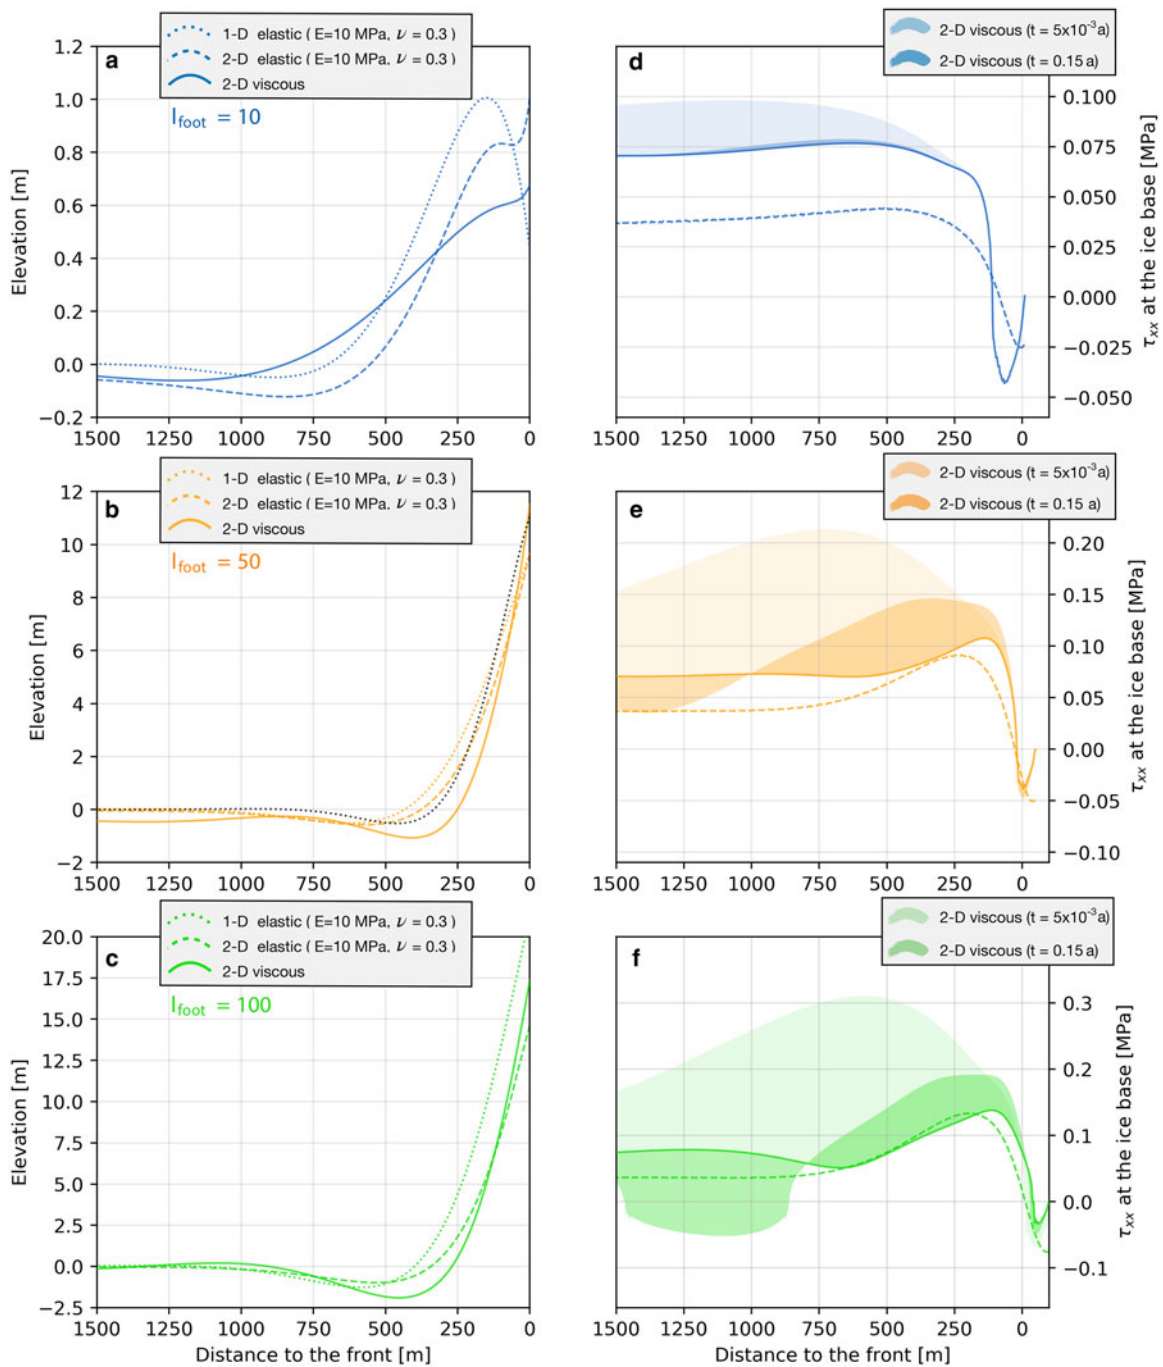 1-D elastic ( E=10 MPa, ν = 0.3 )
2-D elastic (E=10 MPa, ν = 0.3 )
2-D viscous
a
l foot = 10
1.2
1.0
0.8
0.6
0.4
0.2
0.0
−0.2
Elevation [m]
1500 1250 1000 750 500 250 0
2-D viscous (t = 5x10⁻³a)
2-D viscous (t = 0.15 a)
d
0.100
0.075
0.050
0.025
0.000
−0.025
−0.050
τxx at the ice base [MPa]
1500 1250 1000 750 500 250 0
1-D elastic ( E=10 MPa, ν = 0.3 )
2-D elastic (E=10 MPa, ν = 0.3 )
2-D viscous
b
l foot = 50
12
10
8
6
4
2
0
−2
Elevation [m]
1500 1250 1000 750 500 250 0
2-D viscous (t = 5x10⁻³a)
2-D viscous (t = 0.15 a)
e
0.20
0.15
0.10
0.05
0.00
−0.05
−0.10
τxx at the ice base [MPa]
1500 1250 1000 750 500 250 0
1-D elastic ( E=10 MPa, ν = 0.3 )
2-D elastic (E=10 MPa, ν = 0.3 )
2-D viscous
c
l foot = 100
20.0
17.5
15.0
12.5
10.0
7.5
5.0
2.5
0.0
−2.5
Elevation [m]
1500 1250 1000 750 500 250 0
Distance to the front [m]
2-D viscous (t = 5x10⁻³a)
2-D viscous (t = 0.15 a)
f
0.3
0.2
0.1
0.0
−0.1
τxx at the ice base [MPa]
1500 1250 1000 750 500 250 0
Distance to the front [m]